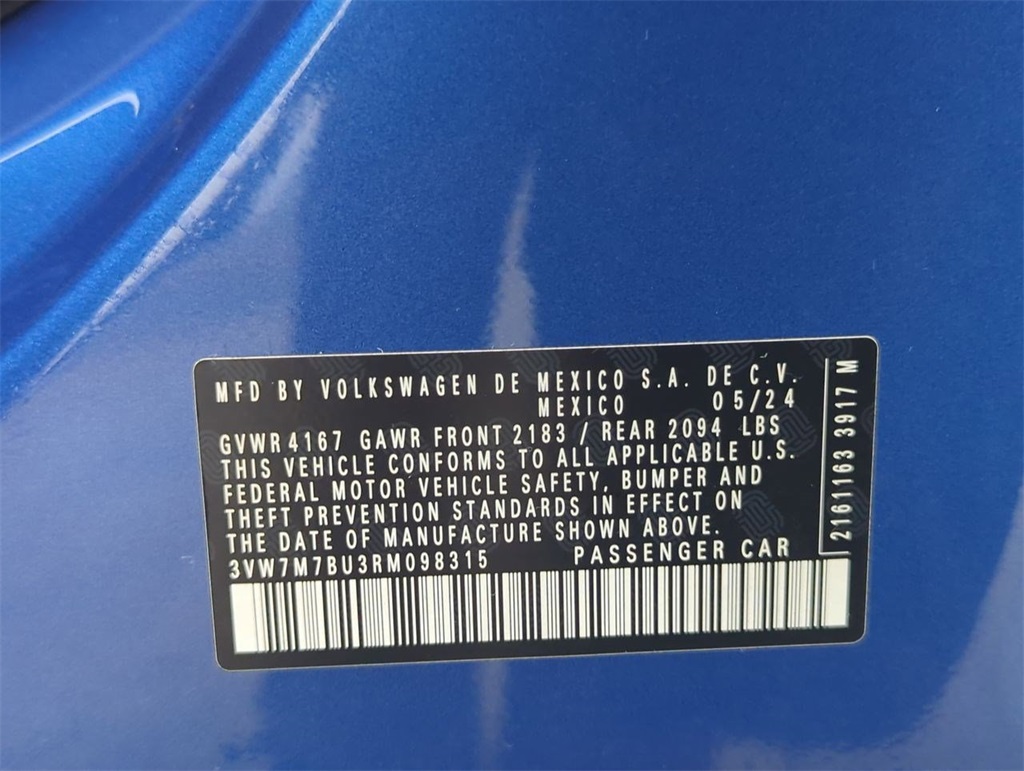 MFD BY VOLKSWAGEN DE MEXICO S.A. DE C.V.
MEXICO 05/24
GVWR 4167 GAWR FRONT 2183 / REAR 2094 LBS
THIS VEHICLE CONFORMS TO ALL APPLICABLE U.S.
FEDERAL MOTOR VEHICLE SAFETY, BUMPER AND
THEFT PREVENTION STANDARDS IN EFFECT ON
THE DATE OF MANUFACTURE SHOWN ABOVE.
3VW7M7BU3RM098315 PASSENGER CAR
2161163 3917 M